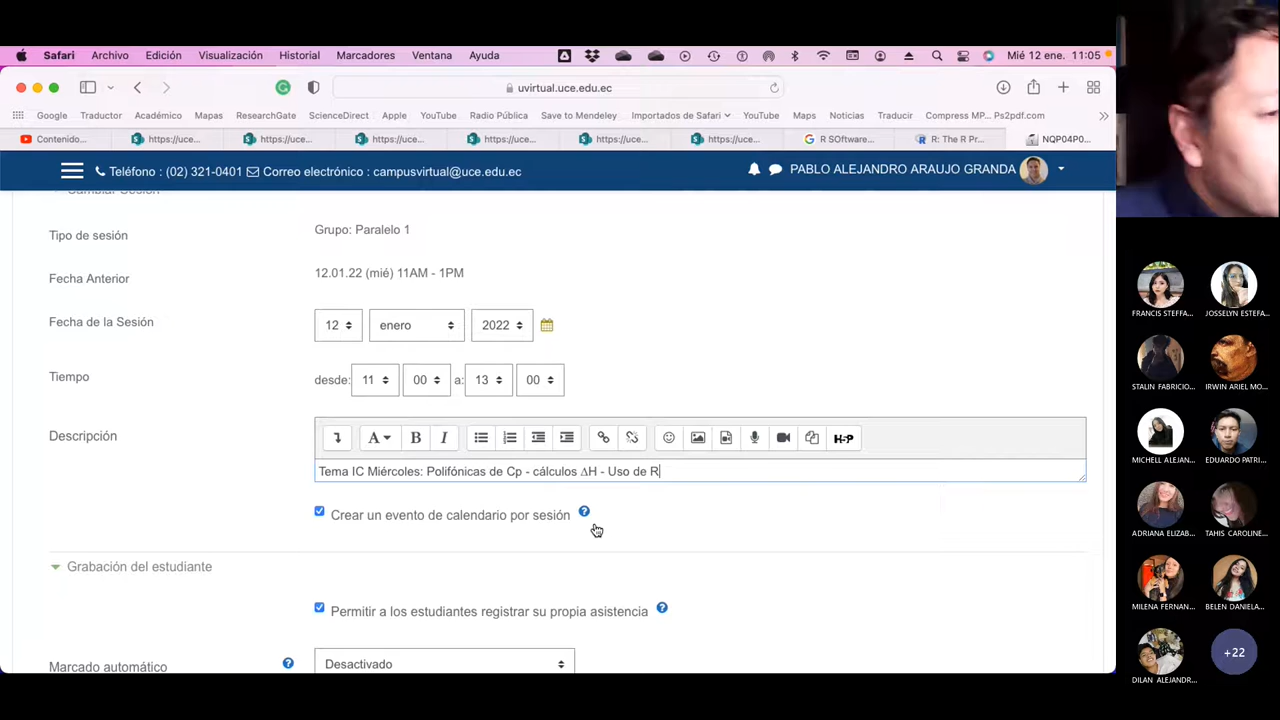 Safari Archivo Edición Visualización Historial Marcadores Ventana Ayuda Mié 12 ene. 11:05
uvirtual.uce.edu.ec
Google Traductor Académico Mapas ResearchGate ScienceDirect Apple YouTube Radio Pública Save to Mendeley Importados de Safari YouTube Maps Noticias Traducir Compress MP... Ps2pdf.com
Contenido... https://uce... https://uce... https://uce... https://uce... https://uce... https://uce... R SOftware... R: The R Pr... NQP04P0...
Teléfono : (02) 321-0401 Correo electrónico : campusvirtual@uce.edu.ec PABLO ALEJANDRO ARAUJO GRANDA
Cambiar Sesión
Tipo de sesión Grupo: Paralelo 1
Fecha Anterior 12.01.22 (mié) 11AM - 1PM
Fecha de la Sesión 12 enero 2022
Tiempo desde: 11 00 a: 13 00
Descripción
A B I H-P
Tema IC Miércoles: Polifónicas de Cp - cálculos ∆H - Uso de R
Crear un evento de calendario por sesión
Grabación del estudiante
Permitir a los estudiantes registrar su propia asistencia
Marcado automático Desactivado
FRANCIS STEFFA... JOSSELYN ESTEFA...
STALIN FABRICIO... IRWIN ARIEL MO...
MICHELL ALEJAN... EDUARDO PATRI...
ADRIANA ELIZAB... TAHIS CAROLINE...
MILENA FERNAN... BELEN DANIELA...
DILAN ALEJANDR... +22